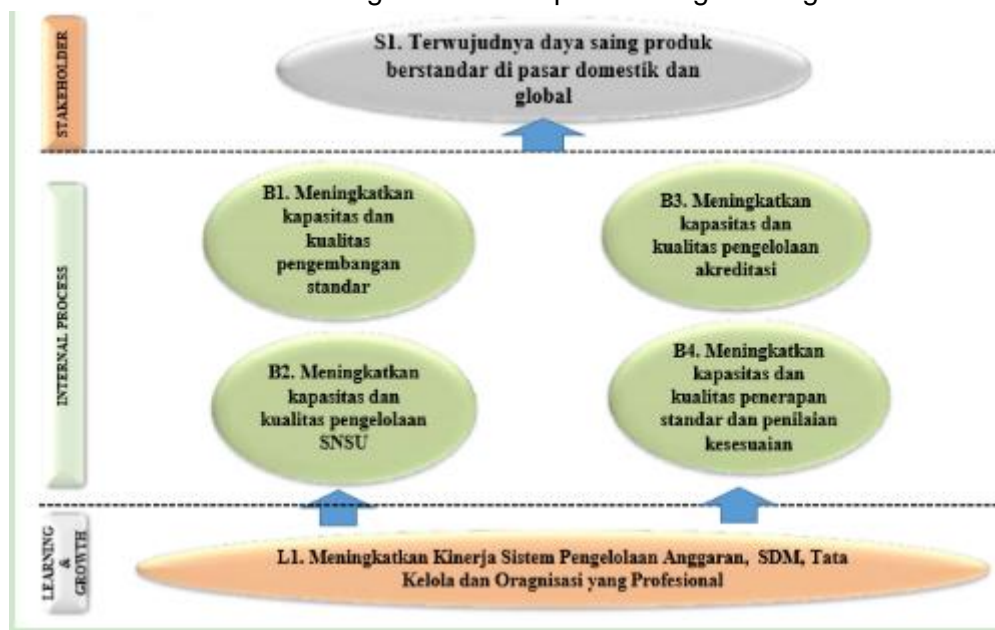 STAKEHOLDER
S1. Terwujudnya daya saing produk
berstandar di pasar domestik dan
global
INTERNAL PROCESS
B1. Meningkatkan
kapasitas dan
kualitas
pengembangan
standar
B3. Meningkatkan
kapasitas dan
kualitas pengelolaan
akreditasi
B2. Meningkatkan
kapasitas dan
kualitas pengelolaan
SNSU
B4. Meningkatkan
kapasitas dan
kualitas penerapan
standar dan penilaian
kesesuaian
LEARNING
&
GROWTH
L1. Meningkatkan Kinerja Sistem Pengelolaan Anggaran, SDM, Tata
Kelola dan Oragnisasi yang Profesional